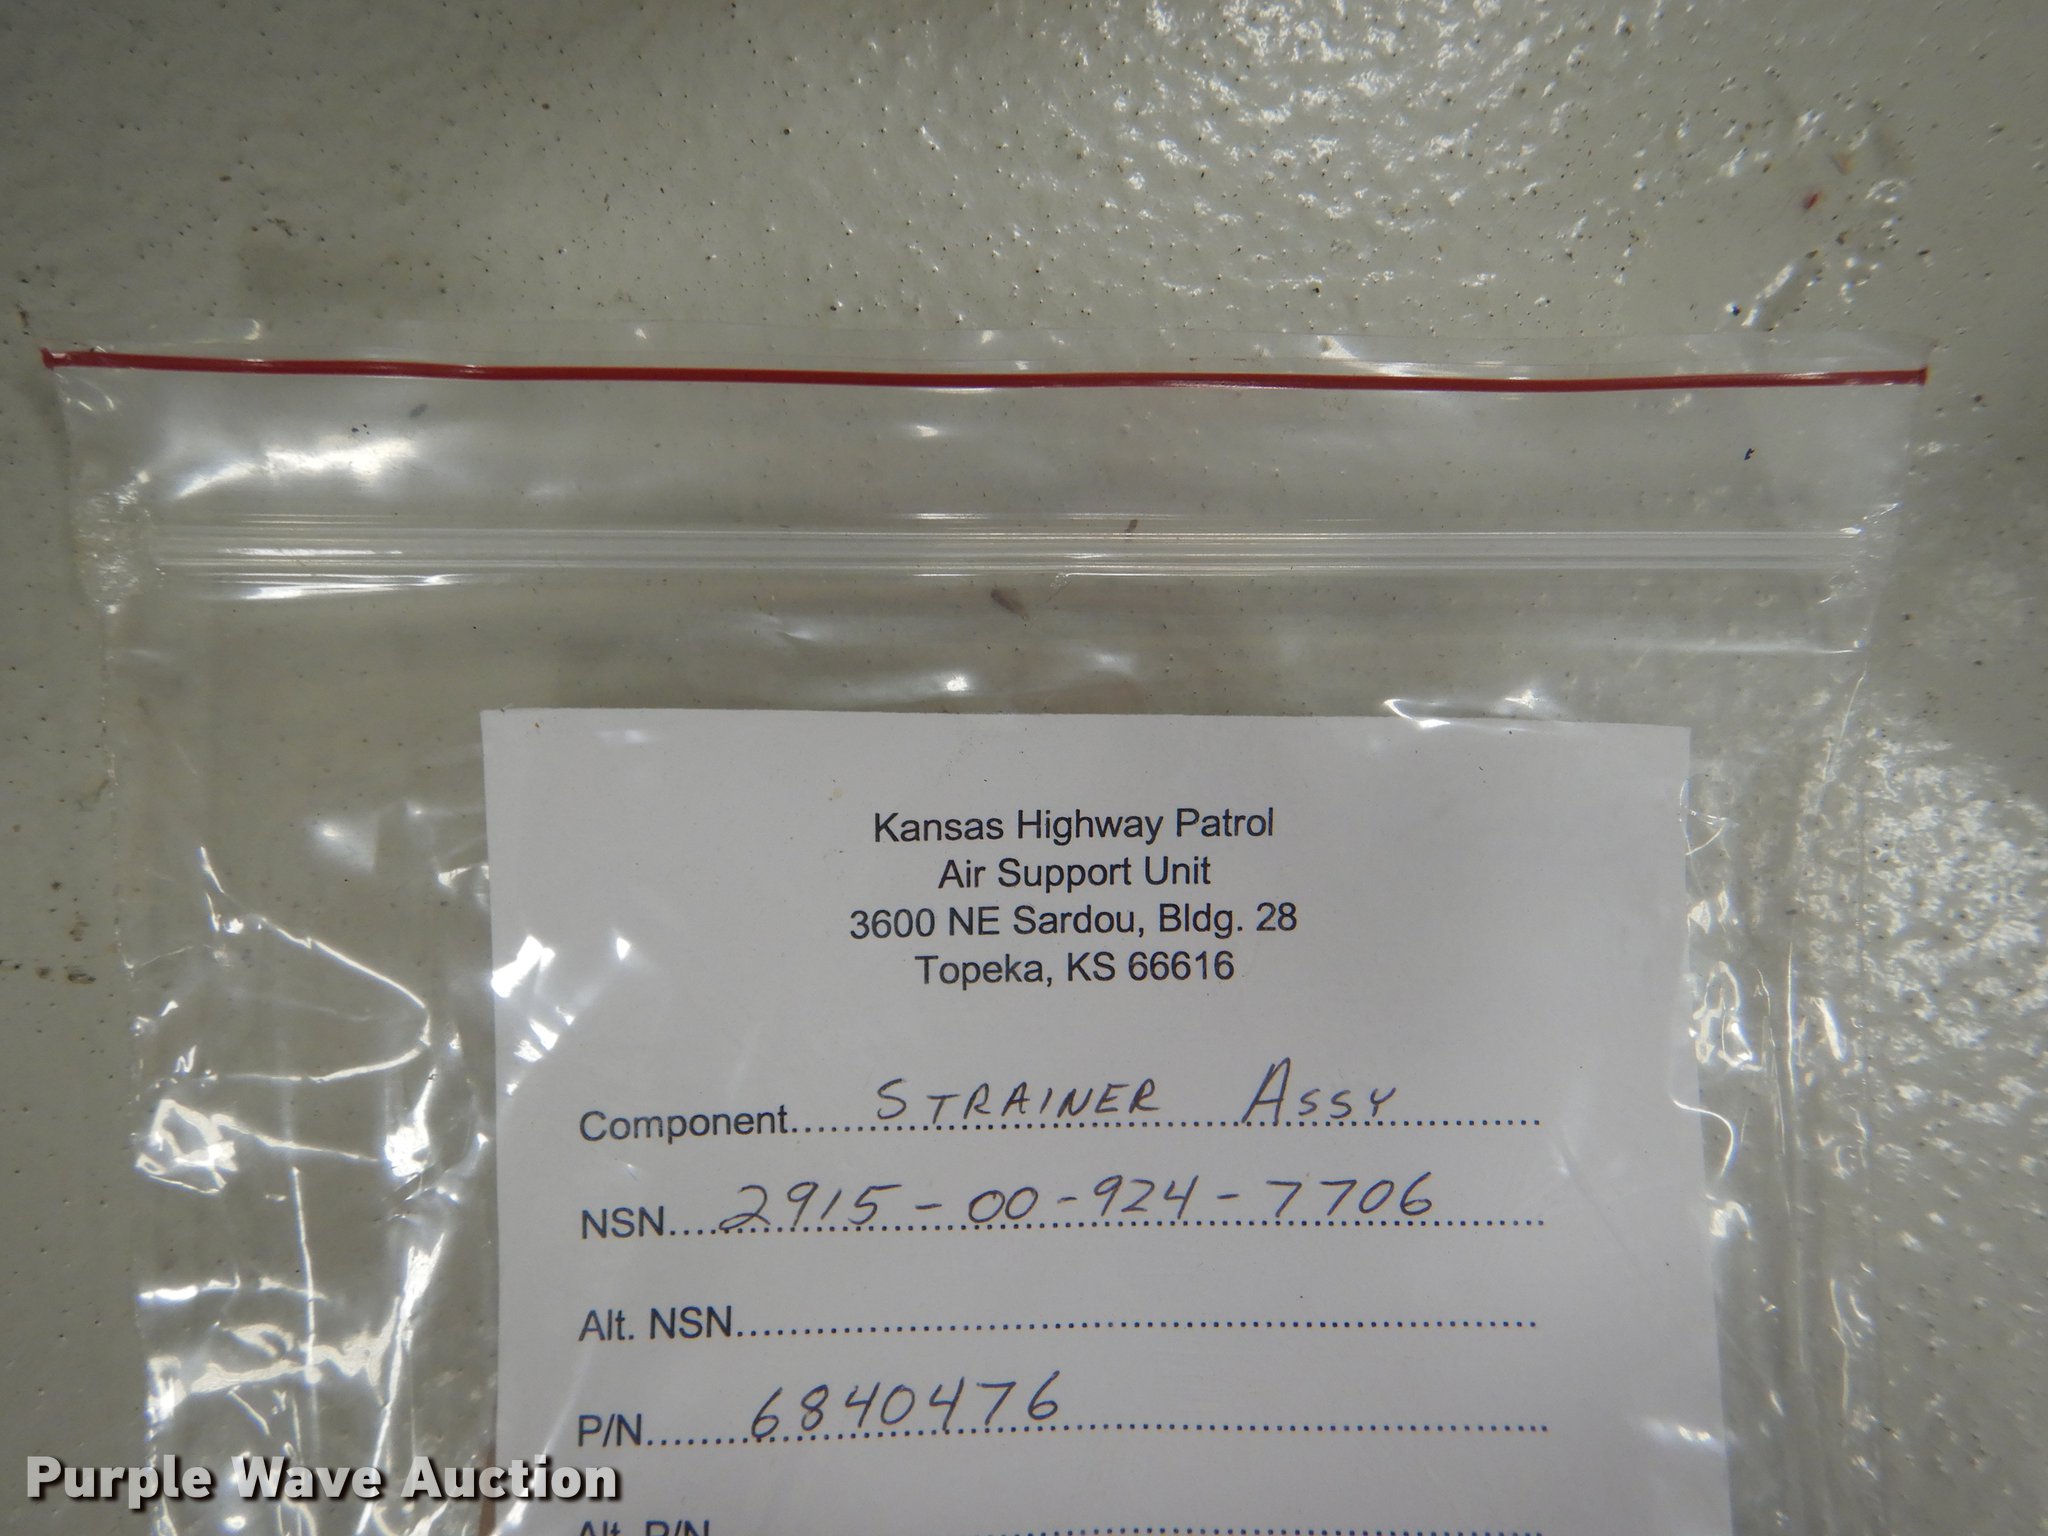 Kansas Highway Patrol
Air Support Unit
3600 NE Sardou, Bldg. 28
Topeka, KS 66616
Component.....STRAINER ASSY.....
NSN.....2915-00-924-7706.....
Alt. NSN.....
P/N.....6840476.....
Alt. P/N.....
Purple Wave Auction